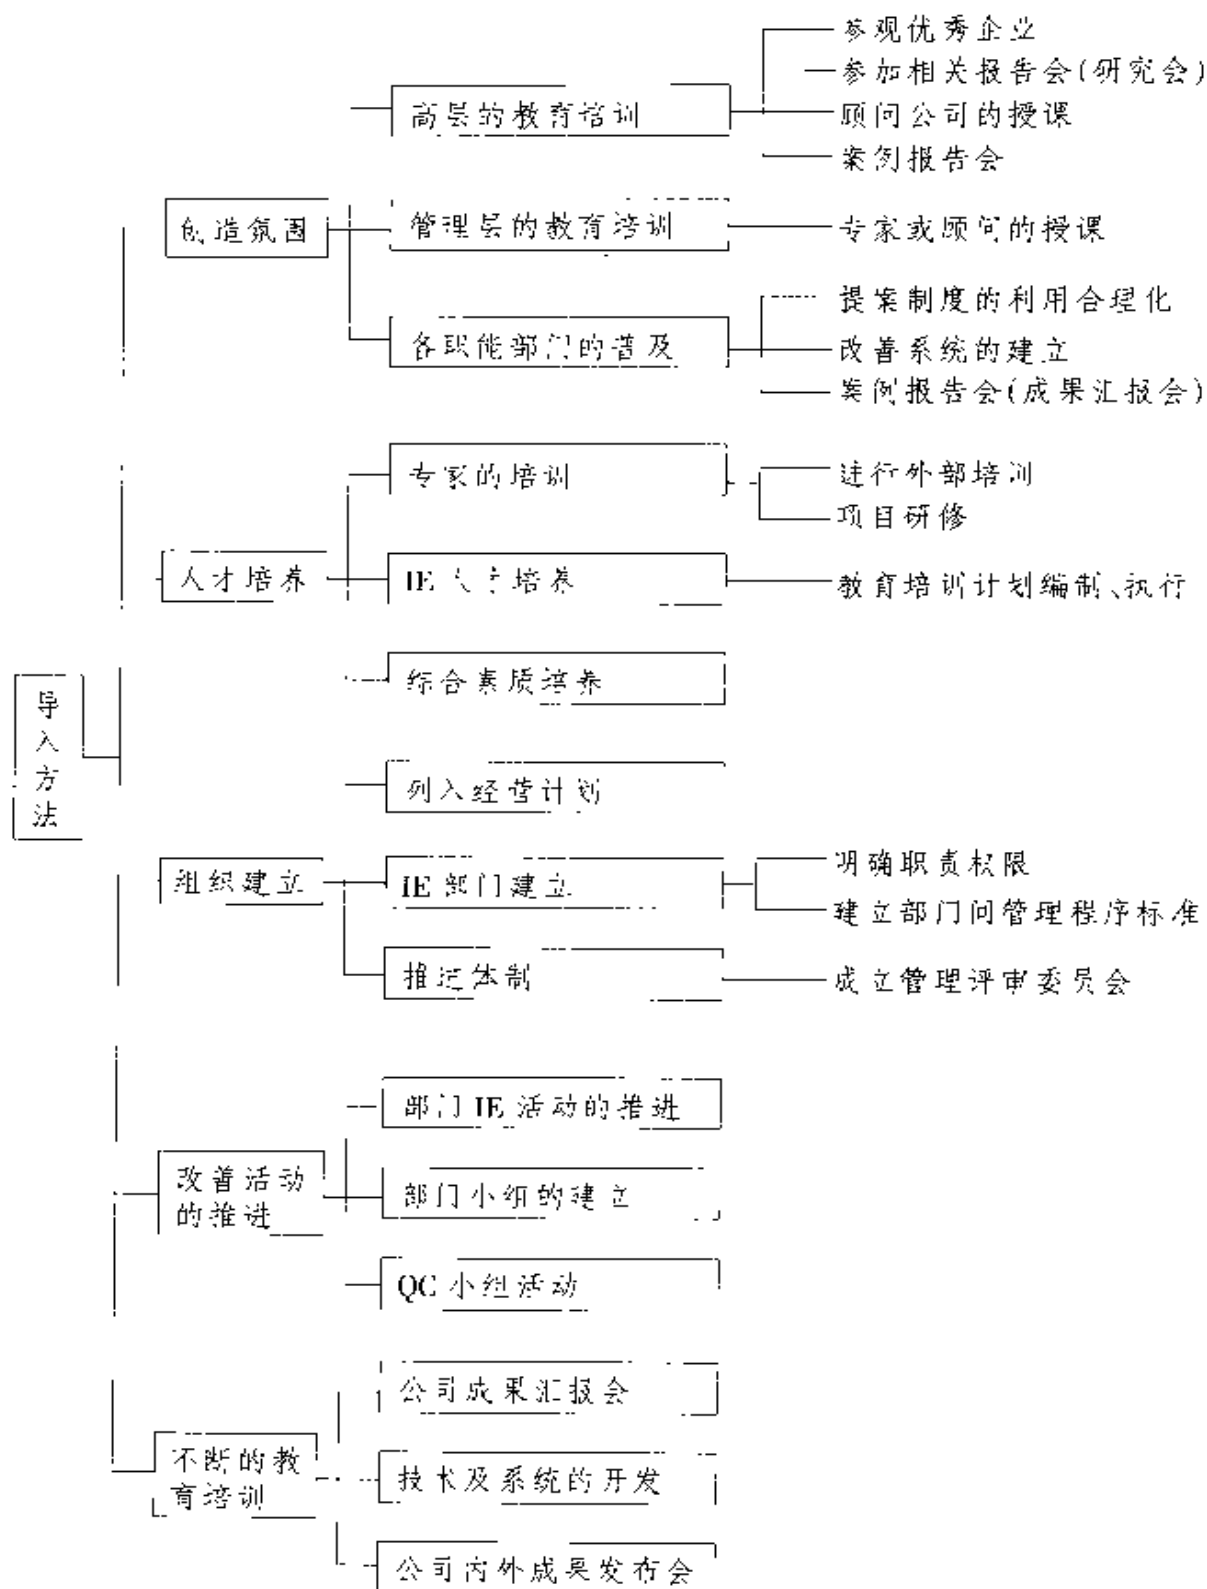 导入方法
创造氛围
高层的教育培训
参观优秀企业
参加相关报告会(研究会)
顾问公司的授课
案例报告会
管理层的教育培训
专家或顾问的授课
各职能部门的普及
提案制度的利用合理化
改善系统的建立
案例报告会(成果汇报会)
人才培养
专家的培训
进行外部培训
项目研修
IE 人才培养
教育培训计划编制、执行
综合素质培养
组织建立
列入经营计划
IE 部门建立
明确职责权限
建立部门间管理程序标准
推进体制
成立管理评审委员会
改善活动
的推进
部门 IE 活动的推进
部门小组的建立
QC 小组活动
不断的教
育培训
公司成果汇报会
技术及系统的开发
公司内外成果发布会